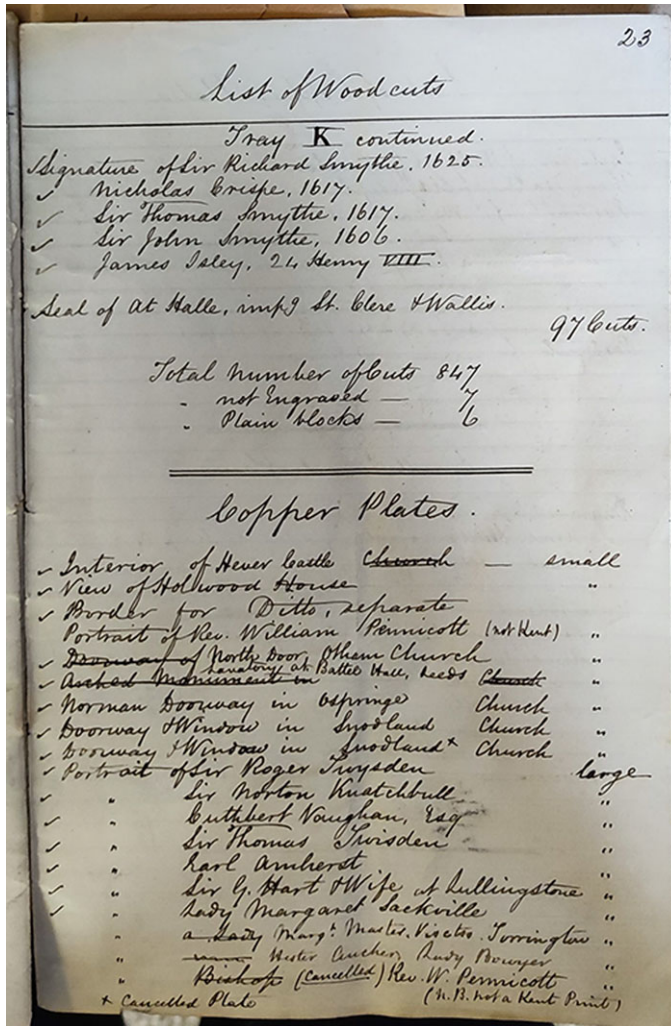 23
List of Woodcuts
Tray K continued.
Signature of Sir Richard Smythe, 1625.
✓ Nicholas Crispe, 1617.
✓ Sir Thomas Smythe, 1617.
✓ Sir John Smythe, 1606.
✓ James Isley, 24 Henry VIII.
Seal of At Halle, impg St. Clere & Wallis.
97 Cuts.
Total number of Cuts 847
" not Engraved — 7
" Plain blocks — 6
Copper Plates.
✓ Interior of Hever Castle Church — small
✓ View of Holwood House "
✓ Border for Ditto, separate
Portrait of Rev. William Pennicott (not Kent) "
✓ Doorway of North Door, Otham Church "
✓ Arched Monument in Lavatory at Battel Hall, Leeds Church "
✓ Norman Doorway in Ospringe Church "
✓ Doorway & Window in Snodland Church "
✓ Doorway & Window in Snodland + Church "
✓ Portrait of Sir Roger Twysden large
✓ " Sir Norton Knatchbull "
✓ " Cuthbert Vaughan, Esq "
✓ " Sir Thomas Twisden "
✓ " Earl Amherst "
✓ " Sir G. Hart & Wife at Lullingstone "
✓ " Lady Margaret Sackville "
" a Lady Margt. Master. Visctss. Torrington "
" Hester Aucher, Lady Bowyer "
" Bishop (cancelled) Rev. W. Pennicott "
+ Cancelled Plate (N.B. not a Kent Print)